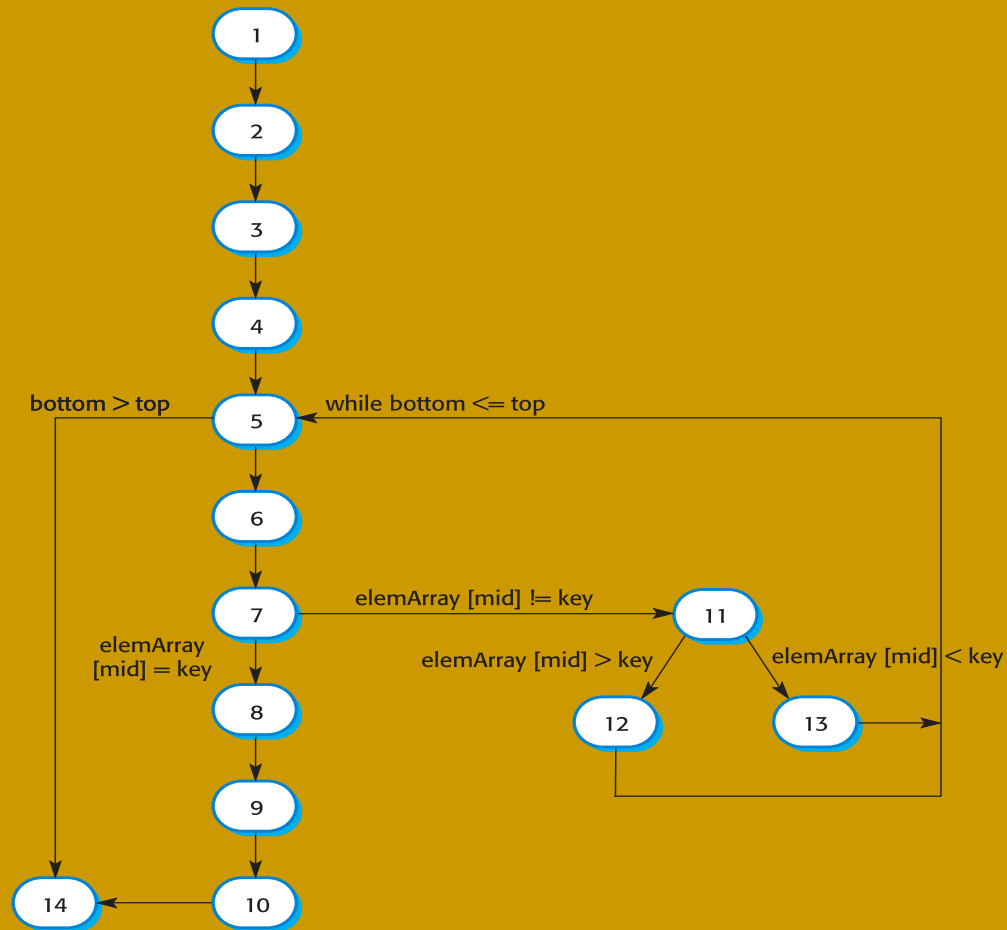 1
2
3
4
bottom > top
while bottom <= top
5
6
elemArray [mid] != key
7
11
elemArray
[mid] = key
elemArray [mid] > key
elemArray [mid] < key
8
12
13
9
14
10